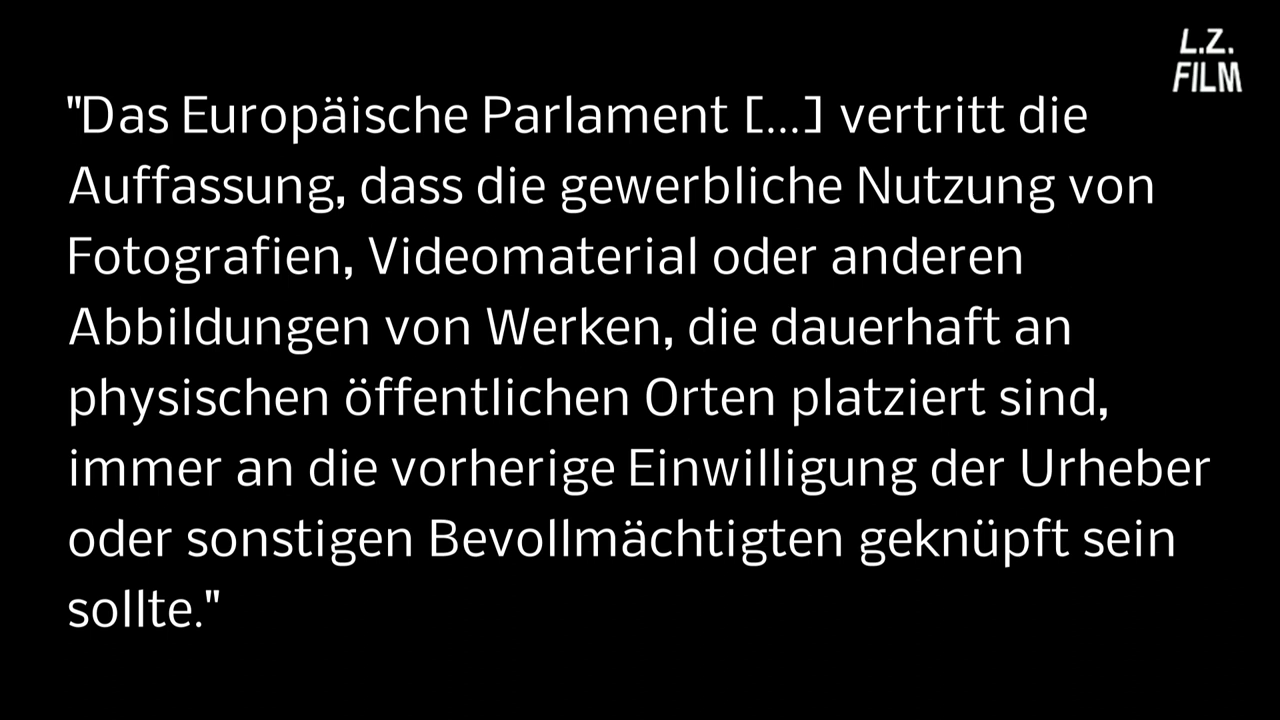 L.Z.
FILM
"Das Europäische Parlament [...] vertritt die
Auffassung, dass die gewerbliche Nutzung von
Fotografien, Videomaterial oder anderen
Abbildungen von Werken, die dauerhaft an
physischen öffentlichen Orten platziert sind,
immer an die vorherige Einwilligung der Urheber
oder sonstigen Bevollmächtigten geknüpft sein
sollte."